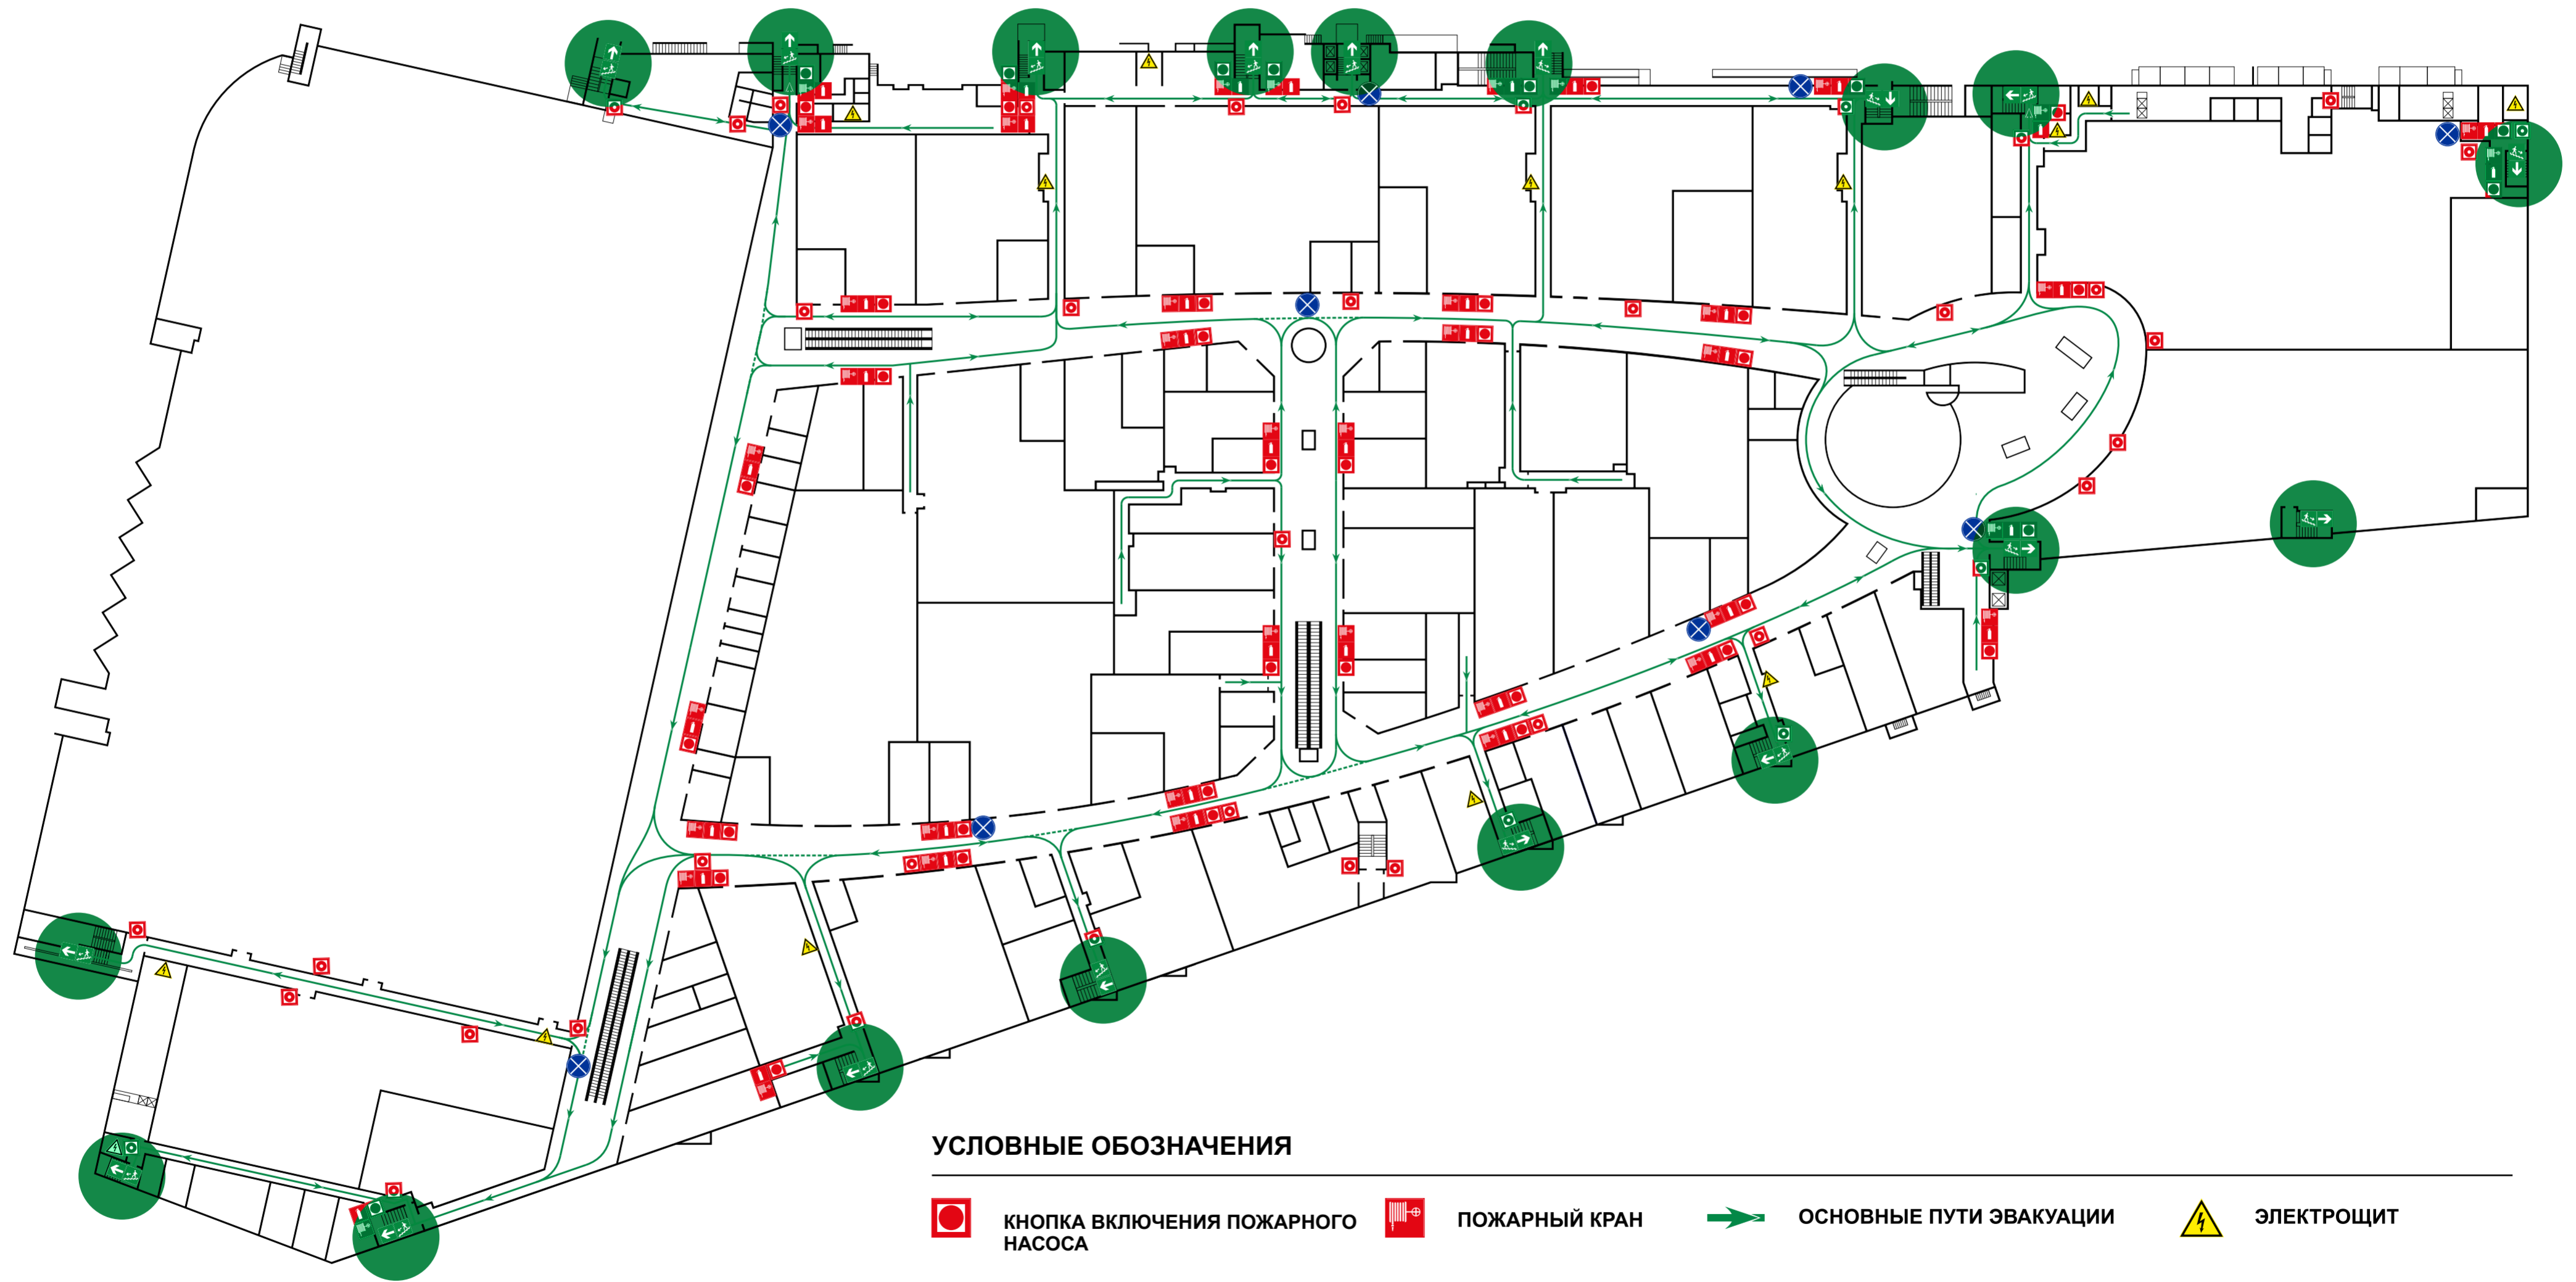 УСЛОВНЫЕ ОБОЗНАЧЕНИЯ
КНОПКА ВКЛЮЧЕНИЯ ПОЖАРНОГО
НАСОСА
ПОЖАРНЫЙ КРАН
ОСНОВНЫЕ ПУТИ ЭВАКУАЦИИ
ЭЛЕКТРОЩИТ